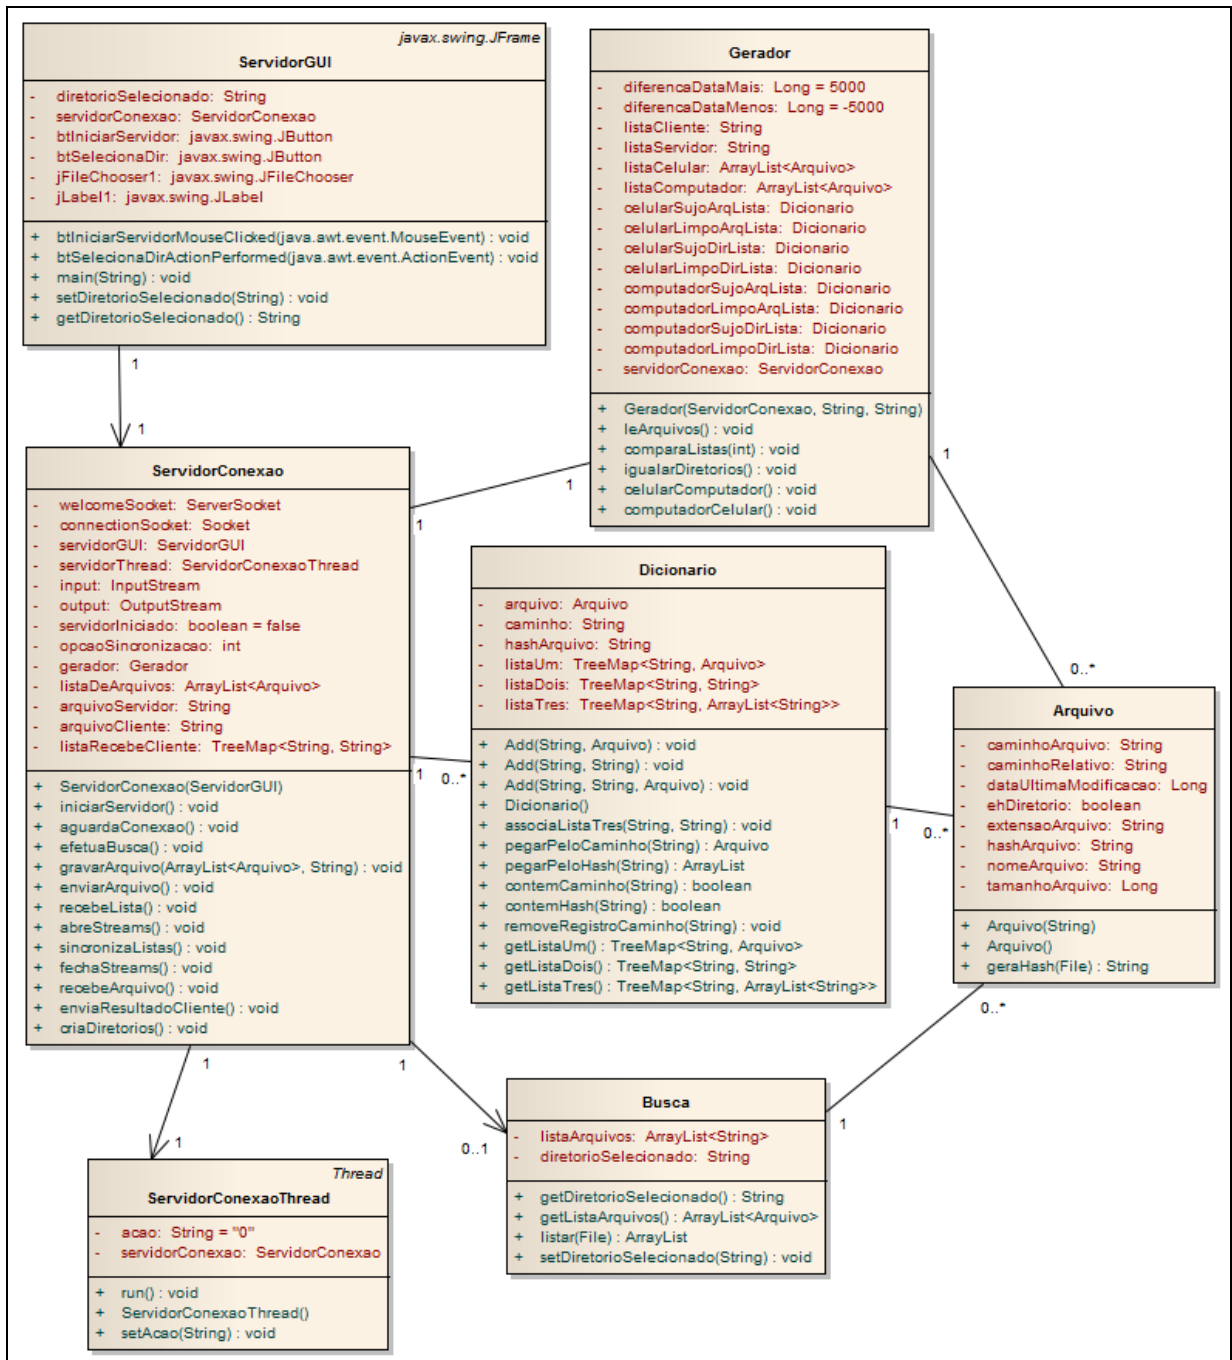 javax.swing.JFrame
ServidorGUI
- diretorioSelecionado: String
- servidorConexao: ServidorConexao
- btIniciarServidor: javax.swing.JButton
- btSelecionaDir: javax.swing.JButton
- jFileChooser1: javax.swing.JFileChooser
- jLabel1: javax.swing.JLabel
+ btIniciarServidorMouseClicked(java.awt.event.MouseEvent) : void
+ btSelecionaDirActionPerformed(java.awt.event.ActionEvent) : void
+ main(String) : void
+ setDiretorioSelecionado(String) : void
+ getDiretorioSelecionado() : String
1
1
Gerador
- diferencaDataMais: Long = 5000
- diferencaDataMenos: Long = -5000
- listaCliente: String
- listaServidor: String
- listaCelular: ArrayList<Arquivo>
- listaComputador: ArrayList<Arquivo>
- celularSujoArqLista: Dicionario
- celularLimpoArqLista: Dicionario
- celularSujoDirLista: Dicionario
- celularLimpoDirLista: Dicionario
- computadorSujoArqLista: Dicionario
- computadorLimpoArqLista: Dicionario
- computadorSujoDirLista: Dicionario
- computadorLimpoDirLista: Dicionario
- servidorConexao: ServidorConexao
+ Gerador(ServidorConexao, String, String)
+ leArquivos() : void
+ comparaListas(int) : void
+ igualarDiretorios() : void
+ celularComputador() : void
+ computadorCelular() : void
1
1
1
0..*
ServidorConexao
- welcomeSocket: ServerSocket
- connectionSocket: Socket
- servidorGUI: ServidorGUI
- servidorThread: ServidorConexaoThread
- input: InputStream
- output: OutputStream
- servidorIniciado: boolean = false
- opcaoSincronizacao: int
- gerador: Gerador
- listaDeArquivos: ArrayList<Arquivo>
- arquivoServidor: String
- arquivoCliente: String
- listaRecebeCliente: TreeMap<String, String>
+ ServidorConexao(ServidorGUI)
+ iniciarServidor() : void
+ aguardaConexao() : void
+ efetuaBusca() : void
+ gravarArquivo(ArrayList<Arquivo>, String) : void
+ enviarArquivo() : void
+ recebeLista() : void
+ abreStreams() : void
+ sincronizaListas() : void
+ fechaStreams() : void
+ recebeArquivo() : void
+ enviaResultadoCliente() : void
+ criaDiretorios() : void
1
0..*
Dicionario
- arquivo: Arquivo
- caminho: String
- hashArquivo: String
- listaUm: TreeMap<String, Arquivo>
- listaDois: TreeMap<String, String>
- listaTres: TreeMap<String, ArrayList<String>>
+ Add(String, Arquivo) : void
+ Add(String, String) : void
+ Add(String, String, Arquivo) : void
+ Dicionario()
+ associaListaTres(String, String) : void
+ pegarPeloCaminho(String) : Arquivo
+ pegarPeloHash(String) : ArrayList
+ contemCaminho(String) : boolean
+ contemHash(String) : boolean
+ removeRegistroCaminho(String) : void
+ getListaUm() : TreeMap<String, Arquivo>
+ getListaDois() : TreeMap<String, String>
+ getListaTres() : TreeMap<String, ArrayList<String>>
1
0..*
Arquivo
- caminhoArquivo: String
- caminhoRelativo: String
- dataUltimaModificacao: Long
- ehDiretorio: boolean
- extensaoArquivo: String
- hashArquivo: String
- nomeArquivo: String
- tamanhoArquivo: Long
+ Arquivo(String)
+ Arquivo()
+ geraHash(File) : String
0..*
1
1
1
0..1
1
Busca
- listaArquivos: ArrayList<String>
- diretorioSelecionado: String
+ getDiretorioSelecionado() : String
+ getListaArquivos() : ArrayList<Arquivo>
+ listar(File) : ArrayList
+ setDiretorioSelecionado(String) : void
Thread
ServidorConexaoThread
- acao: String = "0"
- servidorConexao: ServidorConexao
+ run() : void
+ ServidorConexaoThread()
+ setAcao(String) : void